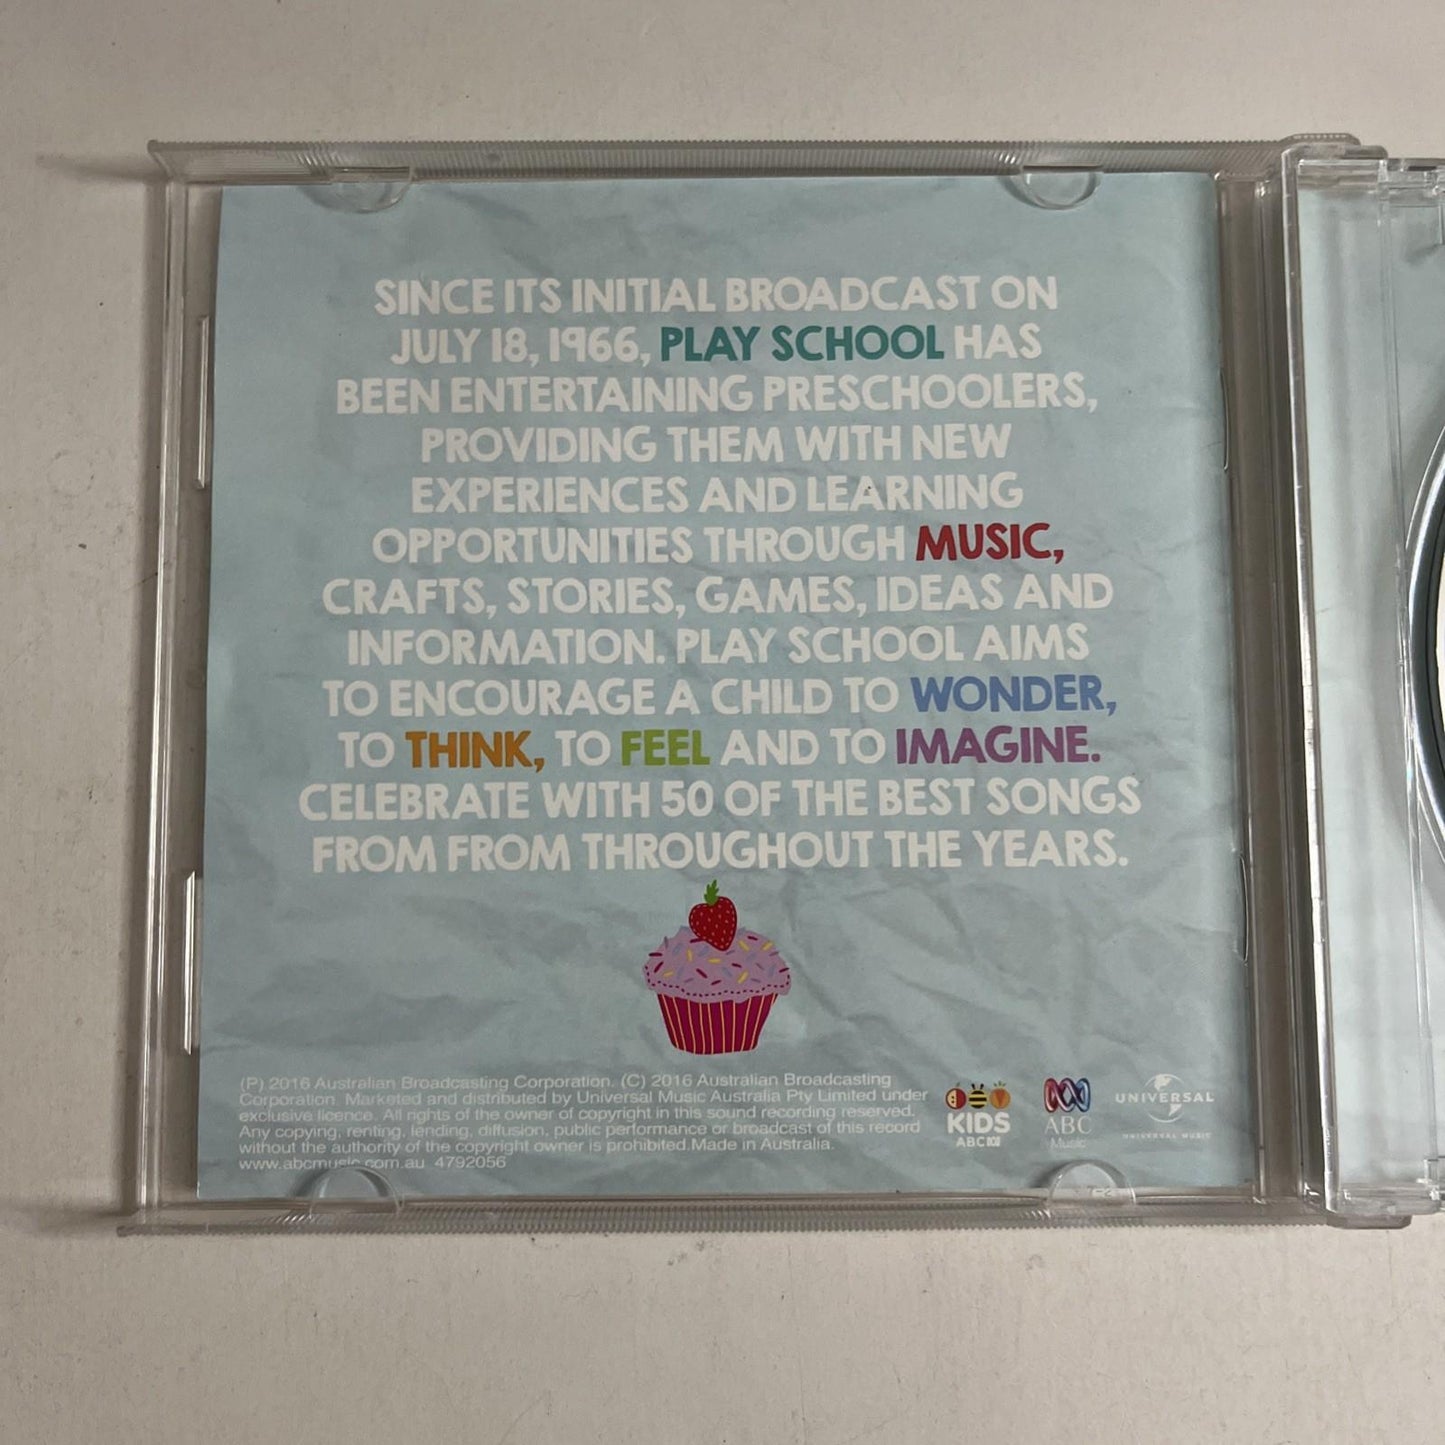 SINCE ITS INITIAL BROADCAST ON
JULY 18, 1966, PLAY SCHOOL HAS
BEEN ENTERTAINING PRESCHOOLERS,
PROVIDING THEM WITH NEW
EXPERIENCES AND LEARNING
OPPORTUNITIES THROUGH MUSIC,
CRAFTS, STORIES, GAMES, IDEAS AND
INFORMATION. PLAY SCHOOL AIMS
TO ENCOURAGE A CHILD TO WONDER,
TO THINK, TO FEEL AND TO IMAGINE.
CELEBRATE WITH 50 OF THE BEST SONGS
FROM FROM THROUGHOUT THE YEARS.
(P) 2016 Australian Broadcasting Corporation. (C) 2016 Australian Broadcasting
Corporation. Marketed and distributed by Universal Music Australia Pty Limited under
exclusive licence. All rights of the owner of copyright in this sound recording reserved.
Any copying, renting, lending, diffusion, public performance or broadcast of this record
without the authority of the copyright owner is prohibited.Made in Australia.
www.abcmusic.com.au 4792056
KIDS
ABC
ABC
Music
UNIVERSAL
UNIVERSAL MUSIC